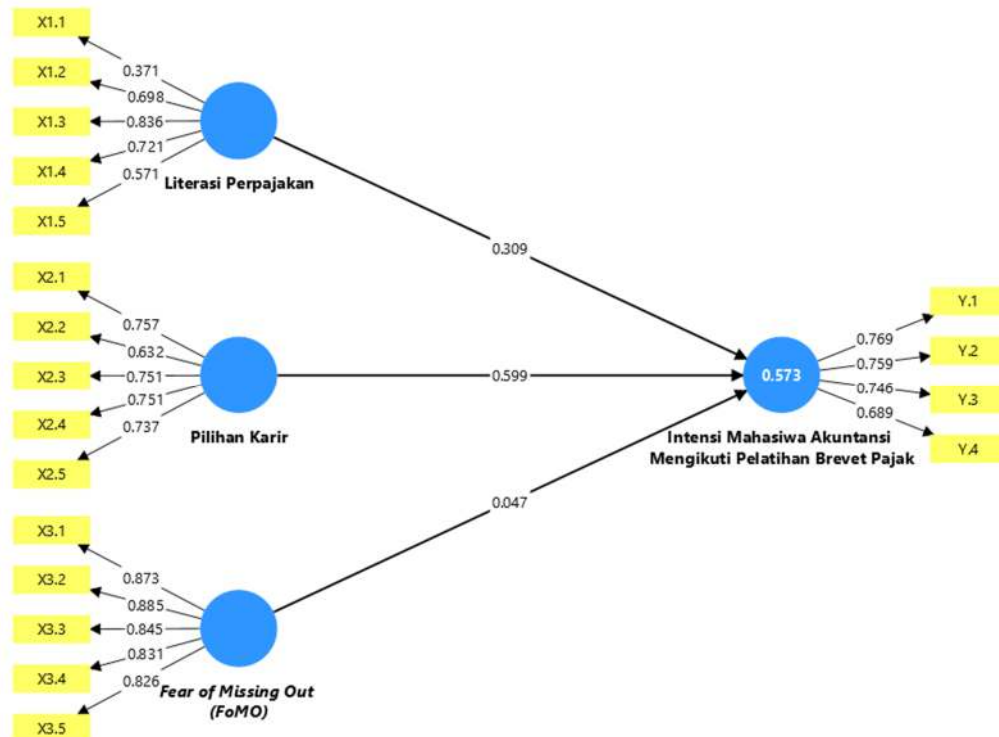 X1.1
0.371
X1.2
0.698
X1.3
0.836
X1.4
0.721
X1.5
0.571
Literasi Perpajakan
0.309
X2.1
0.757
X2.2
0.632
X2.3
0.751
X2.4
0.751
X2.5
0.737
Pilihan Karir
0.599
X3.1
0.873
X3.2
0.885
X3.3
0.845
X3.4
0.831
X3.5
0.826
Fear of Missing Out
(FoMO)
0.047
0.573
Intensi Mahasiwa Akuntansi
Mengikuti Pelatihan Brevet Pajak
Y.1
0.769
Y.2
0.759
Y.3
0.746
Y.4
0.689